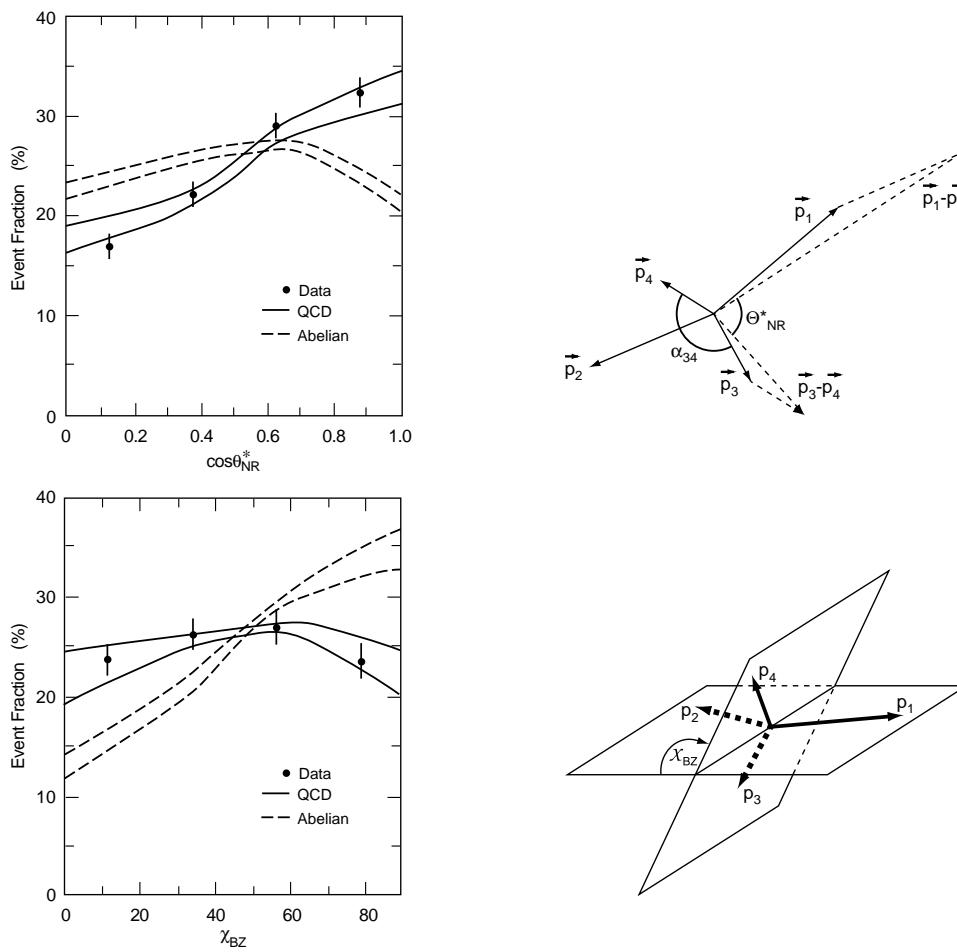 40
30
20
10
0
Event Fraction (%)
Data
QCD
Abelian
0 0.2 0.4 0.6 0.8 1.0
cosθ*NR
p1
p1-p
p4
Θ*NR
α34
p2
p3
p3-p4
40
30
20
10
0
Event Fraction (%)
Data
QCD
Abelian
0 20 40 60 80
χBZ
p4
p2
p1
χBZ
p3